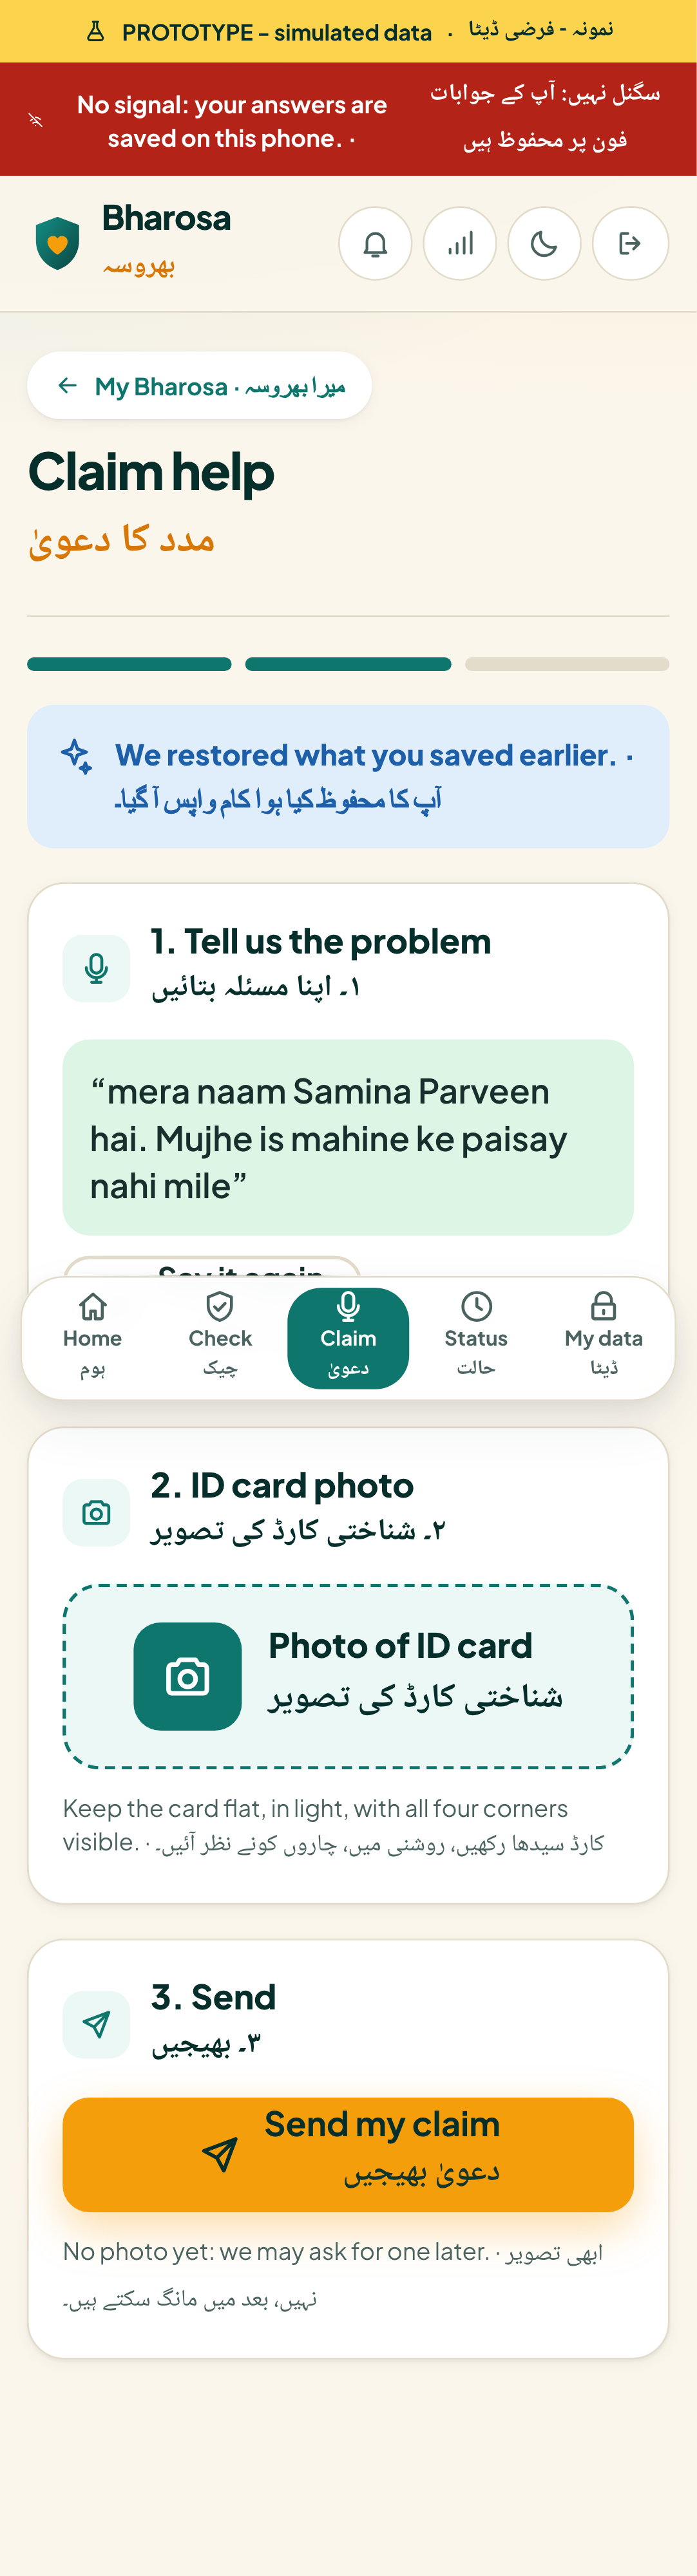 PROTOTYPE – simulated data · نمونہ - فرضی ڈیٹا
No signal: your answers are saved on this phone. ·
سگنل نہیں: آپ کے جوابات فون پر محفوظ ہیں
Bharosa
بھروسہ
My Bharosa · میرا بھروسہ
Claim help
مدد کا دعویٰ
We restored what you saved earlier. ·
آپ کا محفوظ کیا ہوا کام واپس آ گیا۔
1. Tell us the problem
۱۔ اپنا مسئلہ بتائیں
“mera naam Samina Parveen
hai. Mujhe is mahine ke paisay
nahi mile”
Say it again
Home
ہوم
Check
چیک
Claim
دعویٰ
Status
حالت
My data
ڈیٹا
2. ID card photo
۲۔ شناختی کارڈ کی تصویر
Photo of ID card
شناختی کارڈ کی تصویر
Keep the card flat, in light, with all four corners
visible. · کارڈ سیدھا رکھیں، روشنی میں، چاروں کونے نظر آئیں۔
3. Send
۳۔ بھیجیں
Send my claim
دعویٰ بھیجیں
No photo yet: we may ask for one later. · ابھی تصویر
نہیں، بعد میں مانگ سکتے ہیں۔